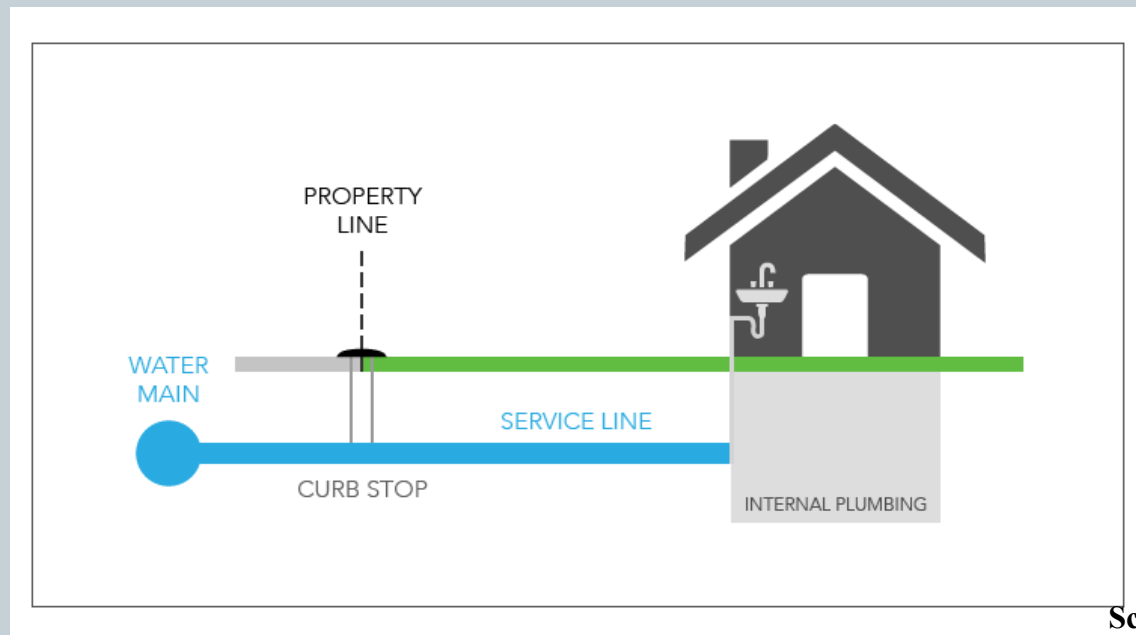 PROPERTY
LINE
WATER
MAIN
SERVICE LINE
CURB STOP
INTERNAL PLUMBING